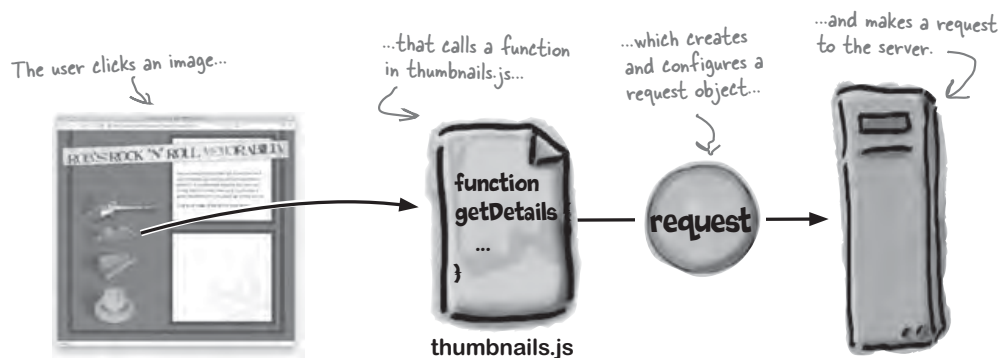 The user clicks an image...
...that calls a function
in thumbnails.js...
...which creates
and configures a
request object...
...and makes a request
to the server.
ROB'S ROCK 'N' ROLL MEMORABILIA
function
getDetails
...
}
request
thumbnails.js